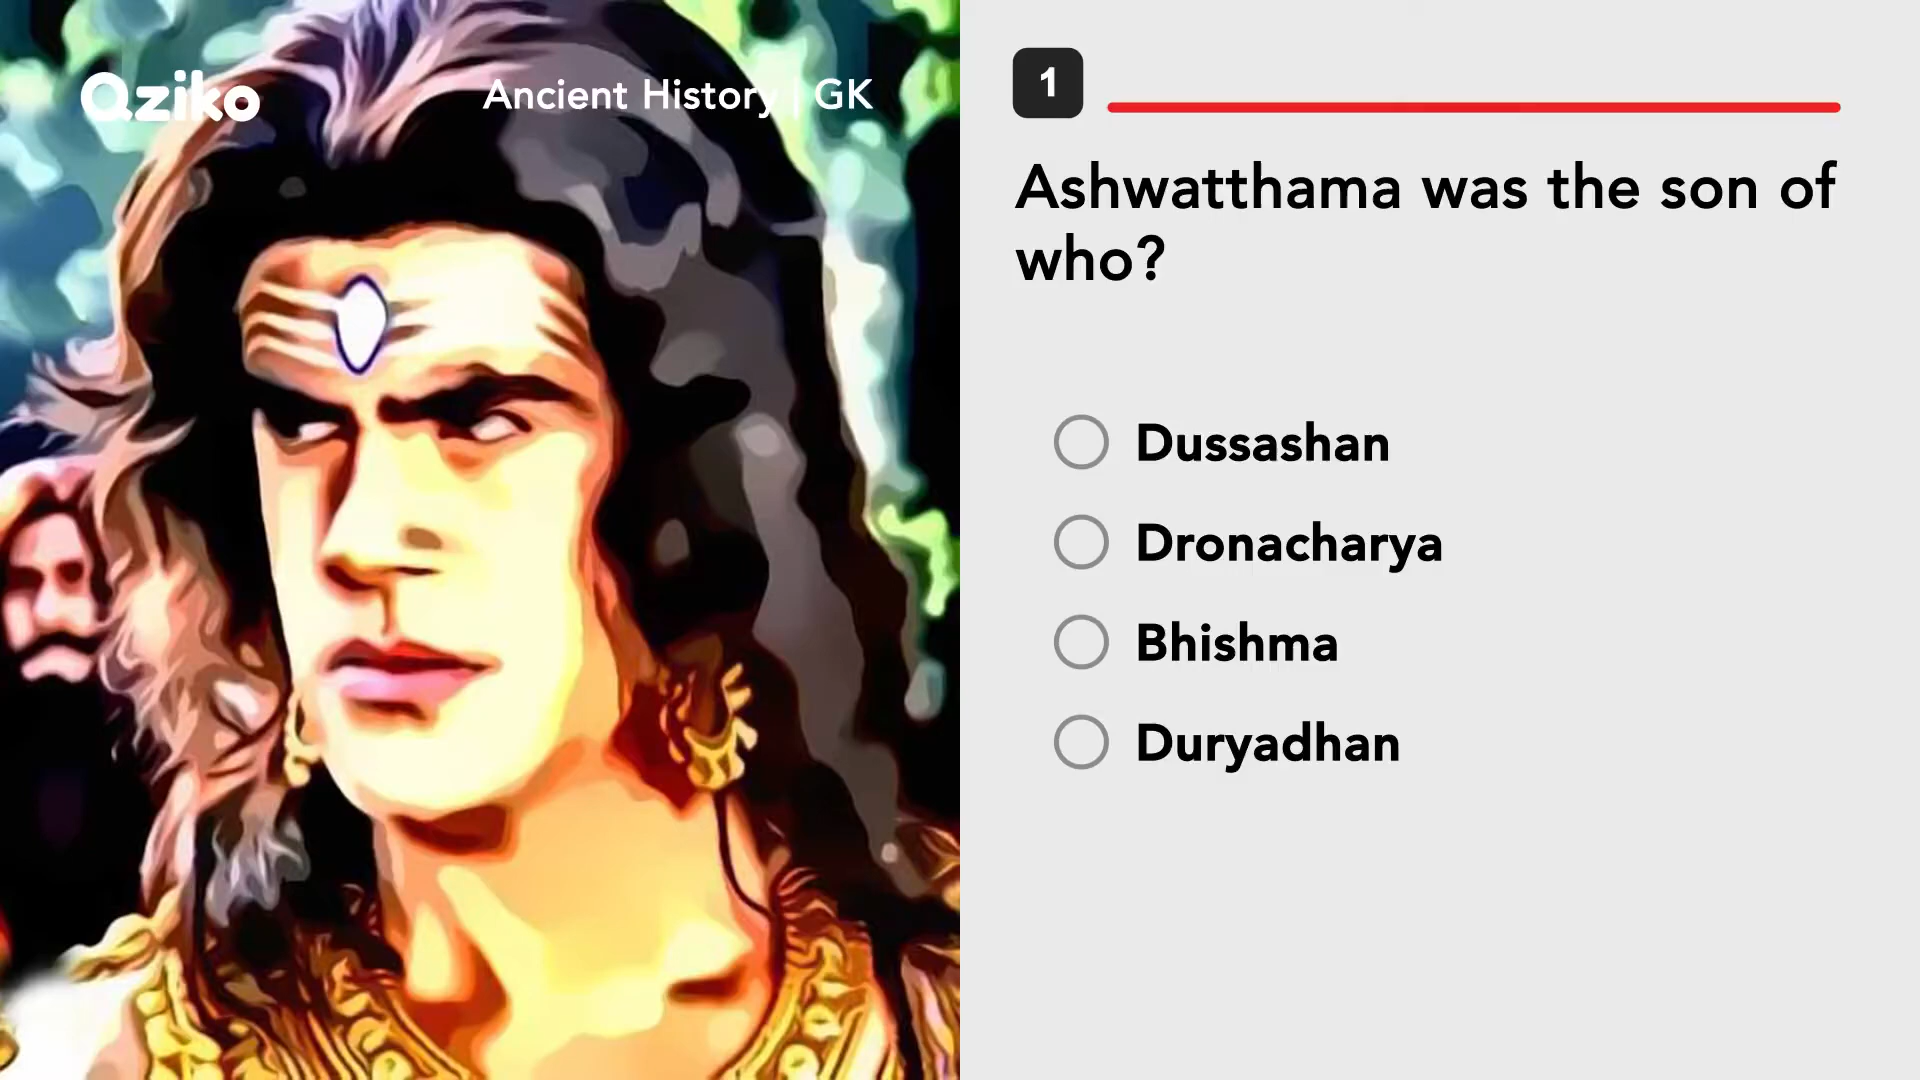 Qziko
Ancient History | GK
1
Ashwatthama was the son of
who?
Dussashan
Dronacharya
Bhishma
Duryadhan